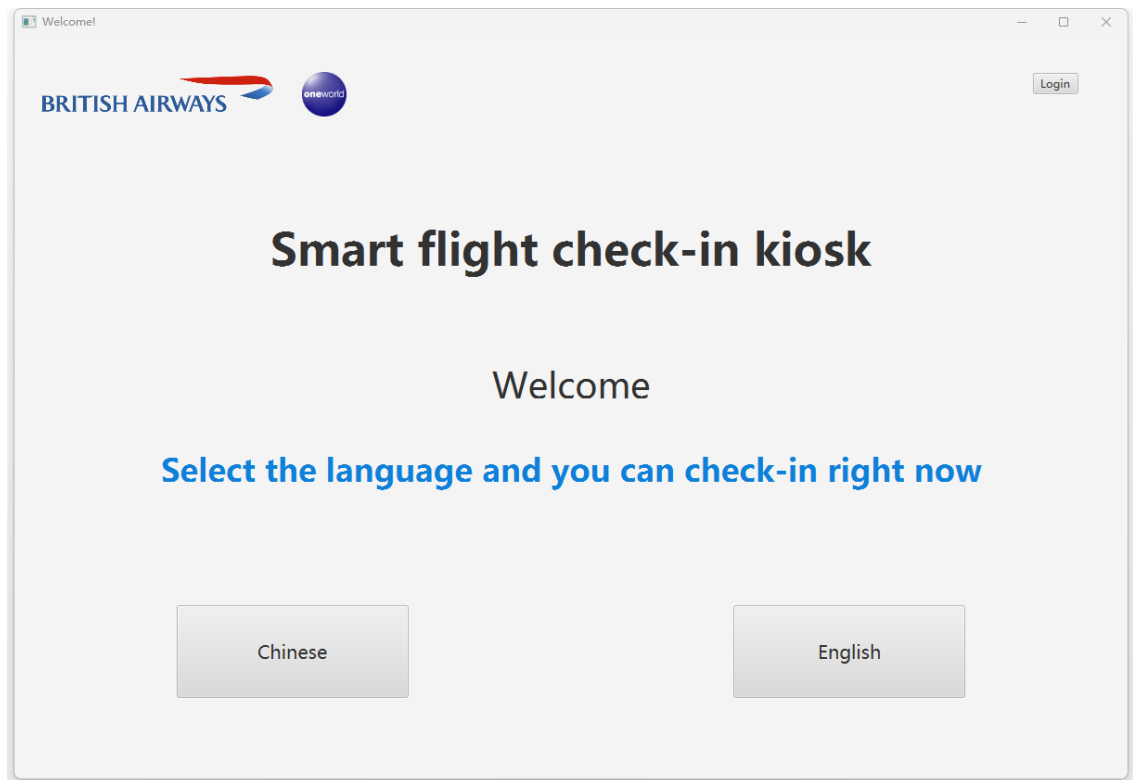 Welcome!
BRITISH AIRWAYS
oneworld
Login
Smart flight check-in kiosk
Welcome
Select the language and you can check-in right now
Chinese
English